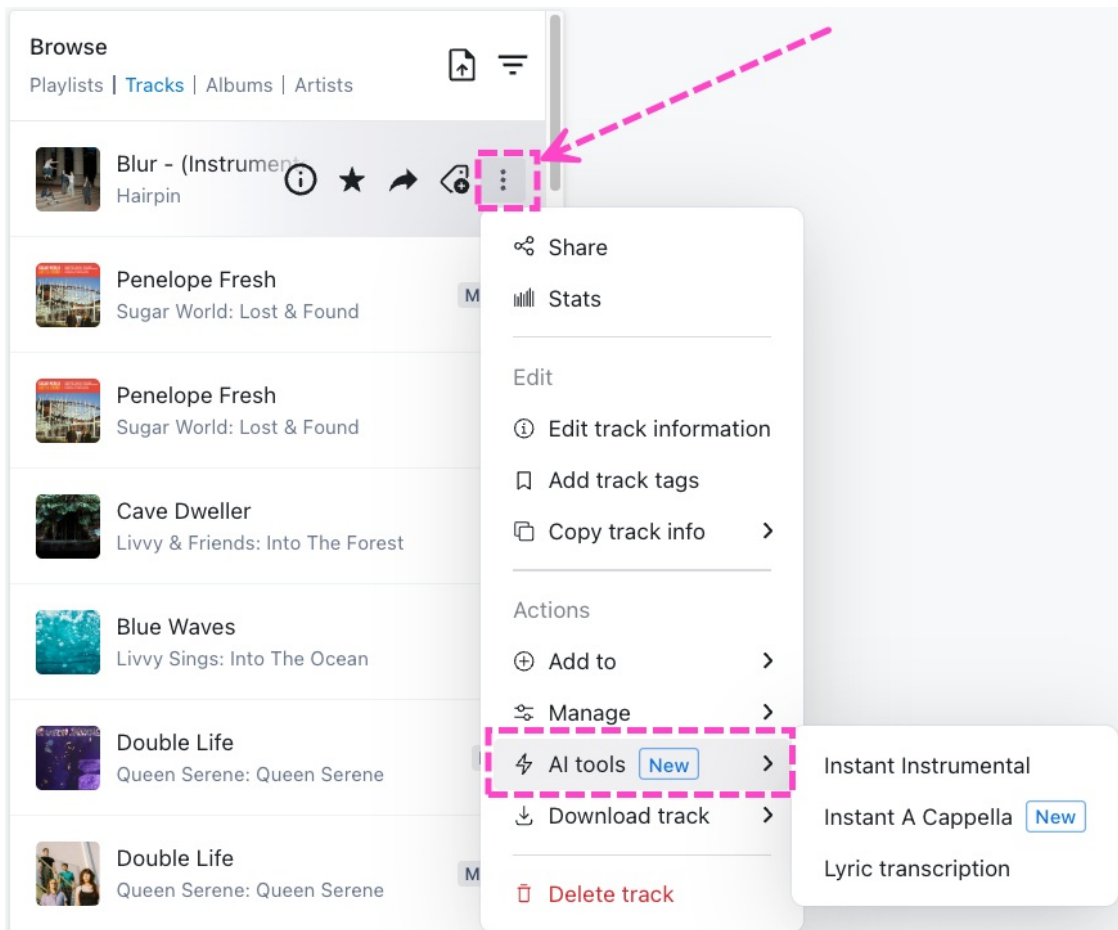 Browse
Playlists | Tracks | Albums | Artists
Blur - (Instrument
Hairpin
Penelope Fresh
Sugar World: Lost & Found
M
Penelope Fresh
Sugar World: Lost & Found
Cave Dweller
Livvy & Friends: Into The Forest
Blue Waves
Livvy Sings: Into The Ocean
Double Life
Queen Serene: Queen Serene
Double Life
Queen Serene: Queen Serene
M
Share
Stats
Edit
Edit track information
Add track tags
Copy track info
Actions
Add to
Manage
AI tools New
Download track
Delete track
Instant Instrumental
Instant A Cappella New
Lyric transcription